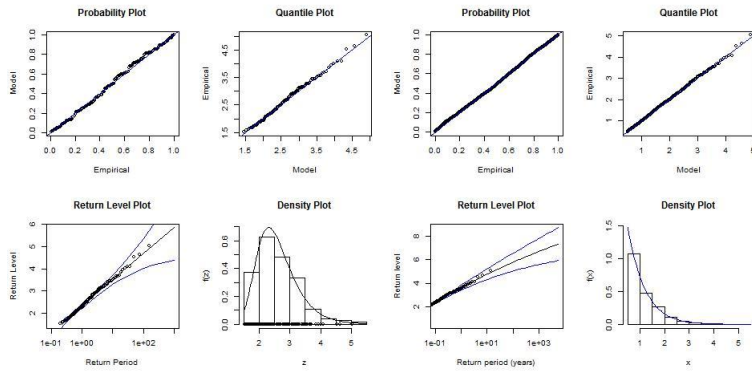 Probability Plot
Model
0.0 0.2 0.4 0.6 0.8 1.0
0.0 0.2 0.4 0.6 0.8 1.0
Empirical
Quantile Plot
Empirical
1.5 2.5 3.5 4.5
1.5 2.5 3.5 4.5
Model
Probability Plot
Model
0.0 0.2 0.4 0.6 0.8 1.0
0.0 0.2 0.4 0.6 0.8 1.0
Empirical
Quantile Plot
Empirical
1 2 3 4 5
1 2 3 4 5
Model
Return Level Plot
Return Level
2 3 4 5 6
1e-01 1e+00 1e+01 1e+02
Return Period
Density Plot
f(z)
0.0 0.2 0.4 0.6
2 3 4 5
z
Return Level Plot
Return level
2 4 6 8
1e-01 1e+01 1e+03
Return period (years)
Density Plot
f(x)
0.0 0.5 1.0 1.5
1 2 3 4 5
x